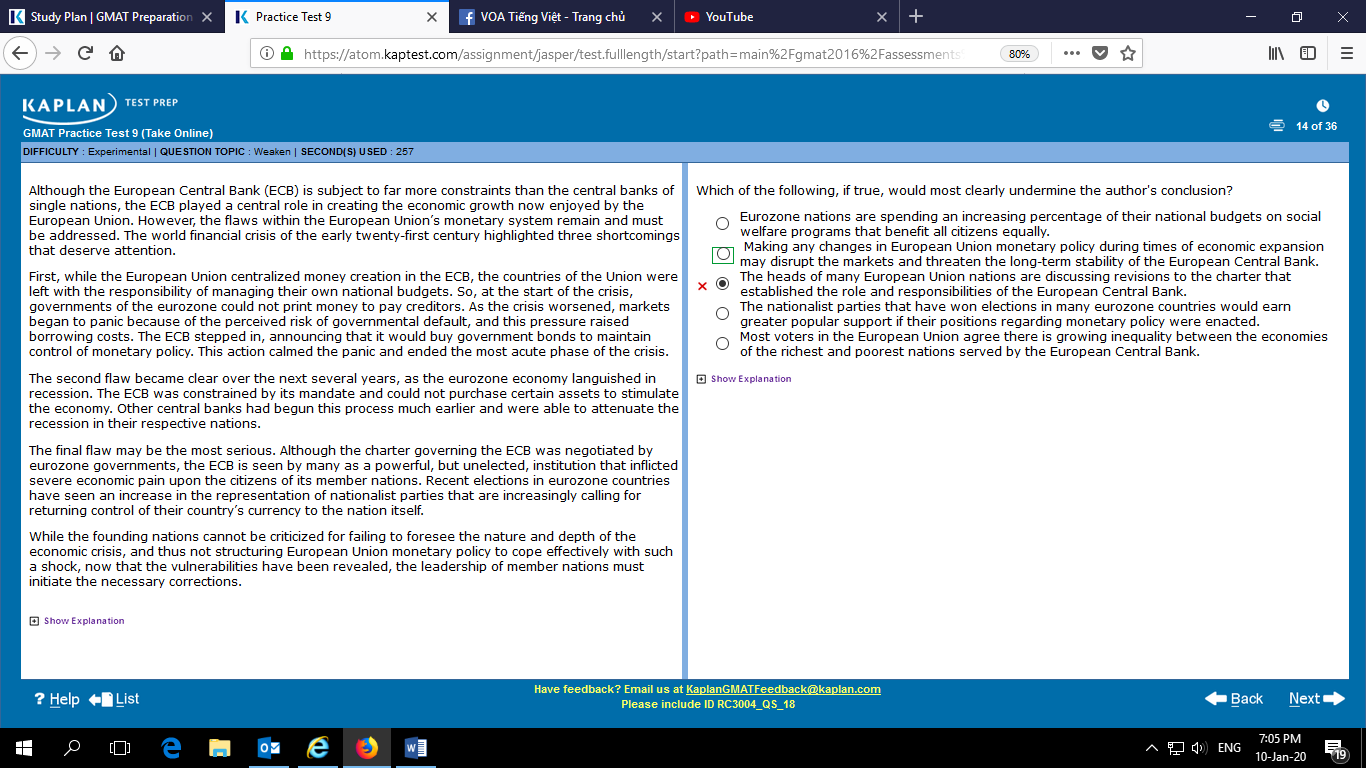 Study Plan | GMAT Preparation
Practice Test 9
VOA Tiếng Việt - Trang chủ
YouTube
https://atom.kaptest.com/assignment/jasper/test.fulllength/start?path=main%2Fgmat2016%2Fassessments
80%
KAPLAN TEST PREP
GMAT Practice Test 9 (Take Online)
14 of 36
DIFFICULTY : Experimental | QUESTION TOPIC : Weaken | SECOND(S) USED : 257
Although the European Central Bank (ECB) is subject to far more constraints than the central banks of
single nations, the ECB played a central role in creating the economic growth now enjoyed by the
European Union. However, the flaws within the European Union's monetary system remain and must
be addressed. The world financial crisis of the early twenty-first century highlighted three shortcomings
that deserve attention.
First, while the European Union centralized money creation in the ECB, the countries of the Union were
left with the responsibility of managing their own national budgets. So, at the start of the crisis,
governments of the eurozone could not print money to pay creditors. As the crisis worsened, markets
began to panic because of the perceived risk of governmental default, and this pressure raised
borrowing costs. The ECB stepped in, announcing that it would buy government bonds to maintain
control of monetary policy. This action calmed the panic and ended the most acute phase of the crisis.
The second flaw became clear over the next several years, as the eurozone economy languished in
recession. The ECB was constrained by its mandate and could not purchase certain assets to stimulate
the economy. Other central banks had begun this process much earlier and were able to attenuate the
recession in their respective nations.
The final flaw may be the most serious. Although the charter governing the ECB was negotiated by
eurozone governments, the ECB is seen by many as a powerful, but unelected, institution that inflicted
severe economic pain upon the citizens of its member nations. Recent elections in eurozone countries
have seen an increase in the representation of nationalist parties that are increasingly calling for
returning control of their country's currency to the nation itself.
While the founding nations cannot be criticized for failing to foresee the nature and depth of the
economic crisis, and thus not structuring European Union monetary policy to cope effectively with such
a shock, now that the vulnerabilities have been revealed, the leadership of member nations must
initiate the necessary corrections.
Show Explanation
Which of the following, if true, would most clearly undermine the author's conclusion?
Eurozone nations are spending an increasing percentage of their national budgets on social
welfare programs that benefit all citizens equally.
Making any changes in European Union monetary policy during times of economic expansion
may disrupt the markets and threaten the long-term stability of the European Central Bank.
The heads of many European Union nations are discussing revisions to the charter that
established the role and responsibilities of the European Central Bank.
The nationalist parties that have won elections in many eurozone countries would earn
greater popular support if their positions regarding monetary policy were enacted.
Most voters in the European Union agree there is growing inequality between the economies
of the richest and poorest nations served by the European Central Bank.
Show Explanation
? Help
List
Have feedback? Email us at KaplanGMATFeedback@kaplan.com
Please include ID RC3004_QS_18
Back
Next
ENG
7:05 PM
10-Jan-20
19